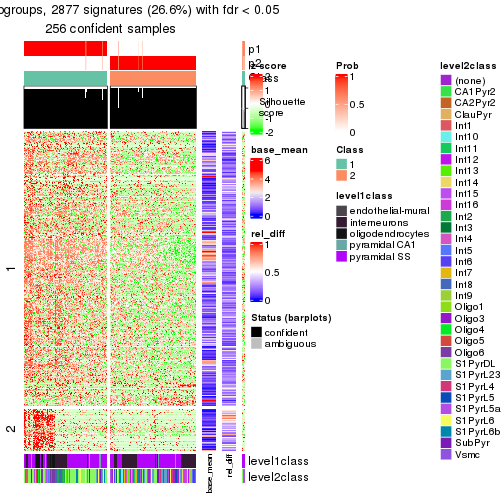 ogroups, 2877 signatures (26.6%) with fdr < 0.05
256 confident samples
p1
p2
Class
Silhouette
score
z-score
2
-1
-2
base_mean
6
4
2
0
rel_diff
1
0.5
0
Status (barplots)
confident
ambiguous
Prob
1
0.5
0
Class
1
2
level1class
endothelial-mural
interneurons
oligodendrocytes
pyramidal CA1
pyramidal SS
level2class
(none)
CA1Pyr2
CA2Pyr2
ClauPyr
Int1
Int10
Int11
Int12
Int13
Int14
Int15
Int16
Int2
Int3
Int4
Int5
Int6
Int7
Int8
Int9
Oligo1
Oligo3
Oligo4
Oligo5
Oligo6
S1PyrDL
S1PyrL23
S1PyrL4
S1PyrL5
S1PyrL5a
S1PyrL6
S1PyrL6b
SubPyr
Vsmc
1
2
level1class
level2class
base_mean
rel_diff